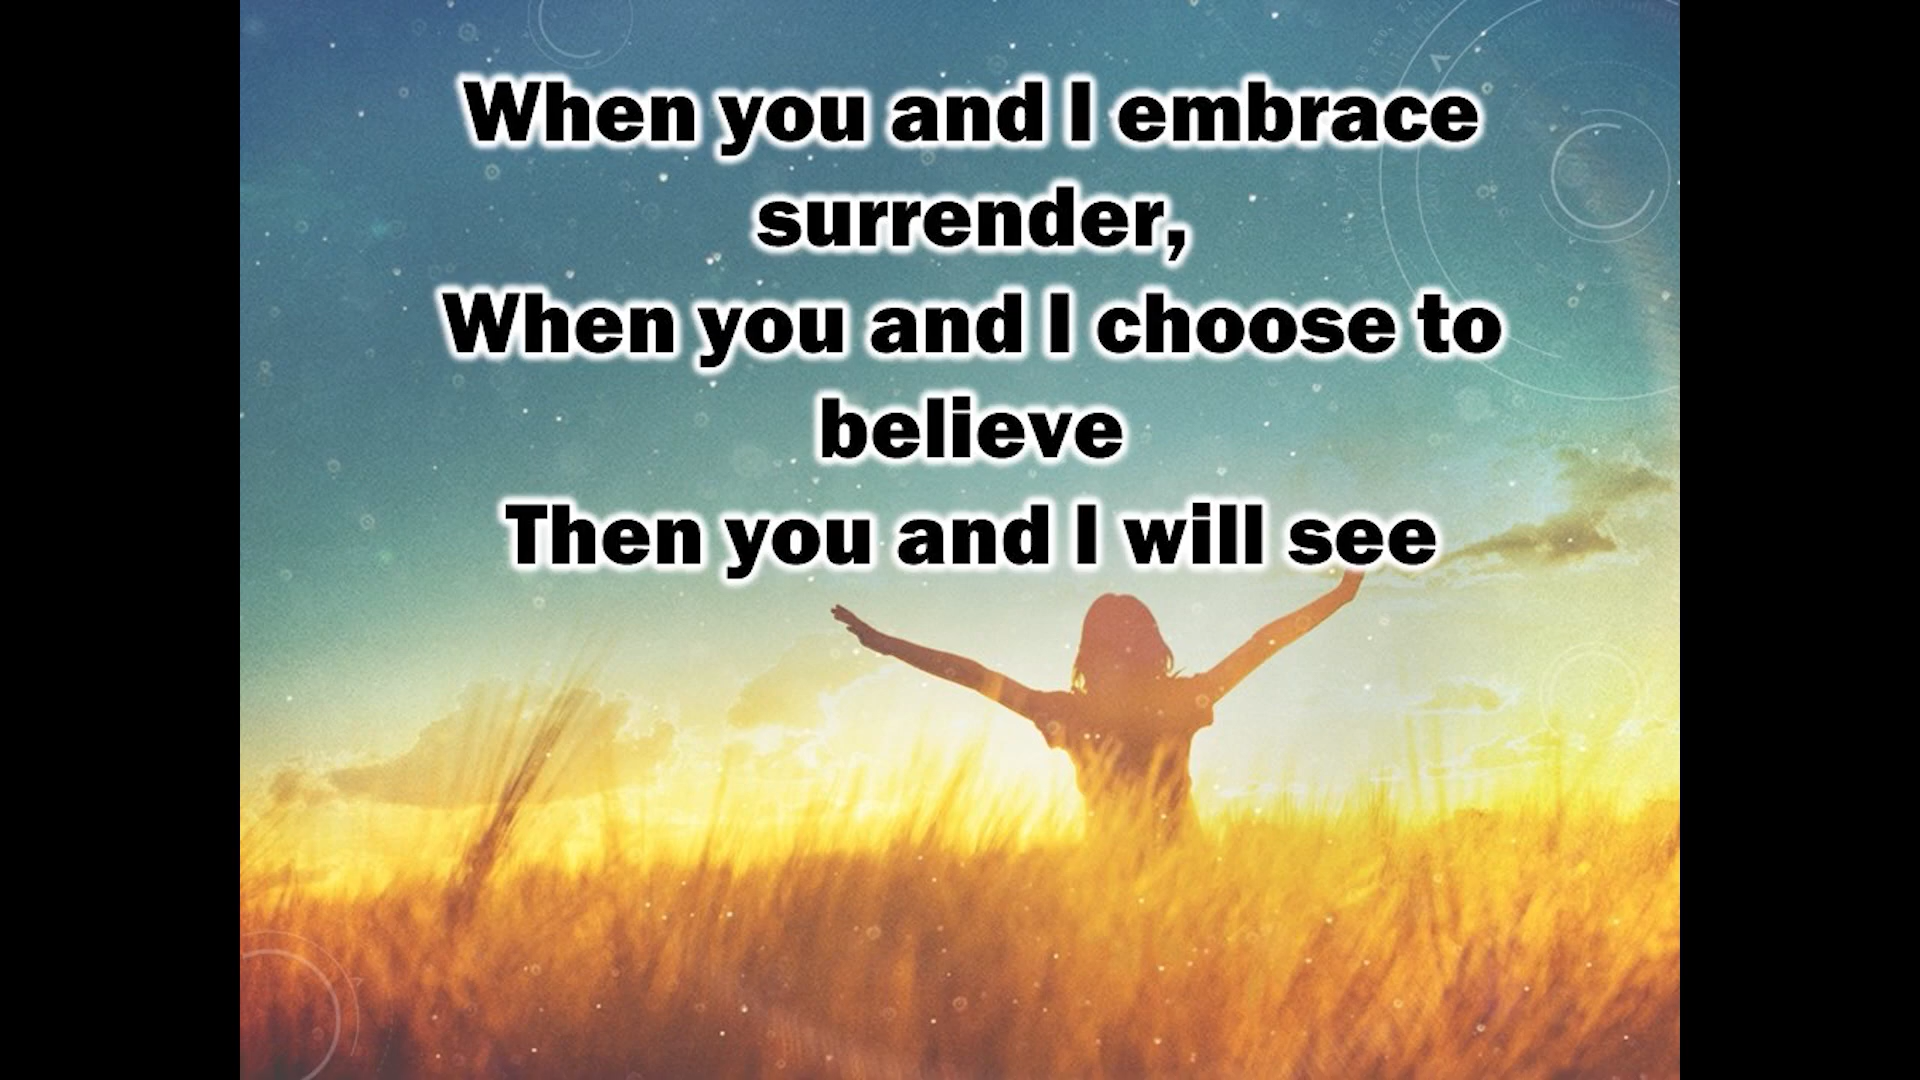 When you and I embrace
surrender,
When you and I choose to
believe
Then you and I will see